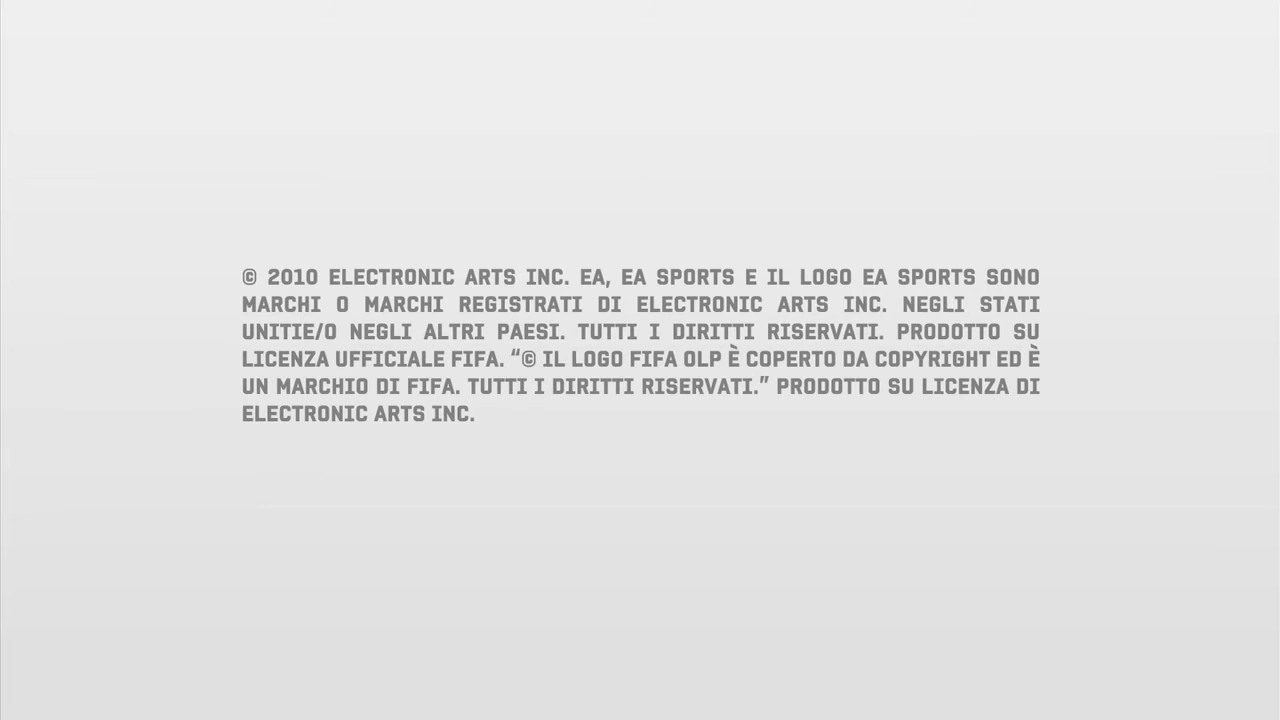 © 2010 ELECTRONIC ARTS INC. EA, EA SPORTS E IL LOGO EA SPORTS SONO
MARCHI O MARCHI REGISTRATI DI ELECTRONIC ARTS INC. NEGLI STATI
UNITIE/O NEGLI ALTRI PAESI. TUTTI I DIRITTI RISERVATI. PRODOTTO SU
LICENZA UFFICIALE FIFA. “© IL LOGO FIFA OLP È COPERTO DA COPYRIGHT ED È
UN MARCHIO DI FIFA. TUTTI I DIRITTI RISERVATI.” PRODOTTO SU LICENZA DI
ELECTRONIC ARTS INC.